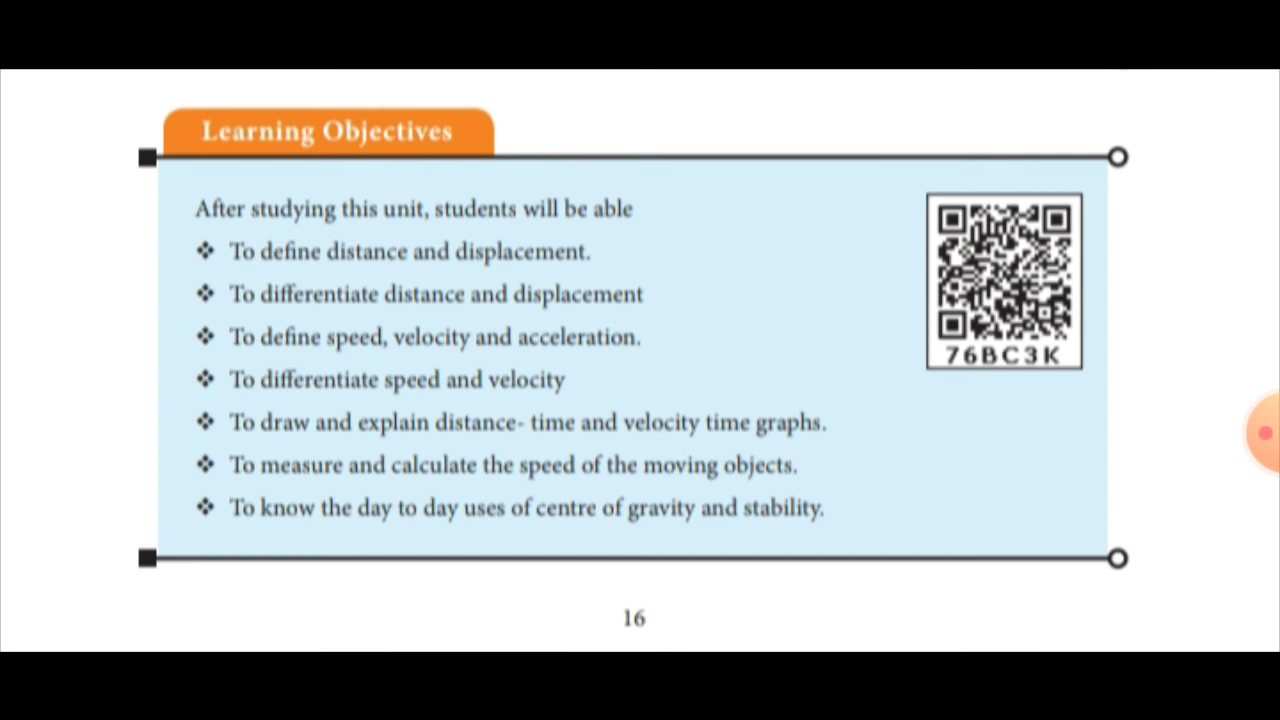 Learning Objectives
After studying this unit, students will be able
❖ To define distance and displacement.
❖ To differentiate distance and displacement
❖ To define speed, velocity and acceleration.
❖ To differentiate speed and velocity
❖ To draw and explain distance- time and velocity time graphs.
❖ To measure and calculate the speed of the moving objects.
❖ To know the day to day uses of centre of gravity and stability.
76BC3K
16